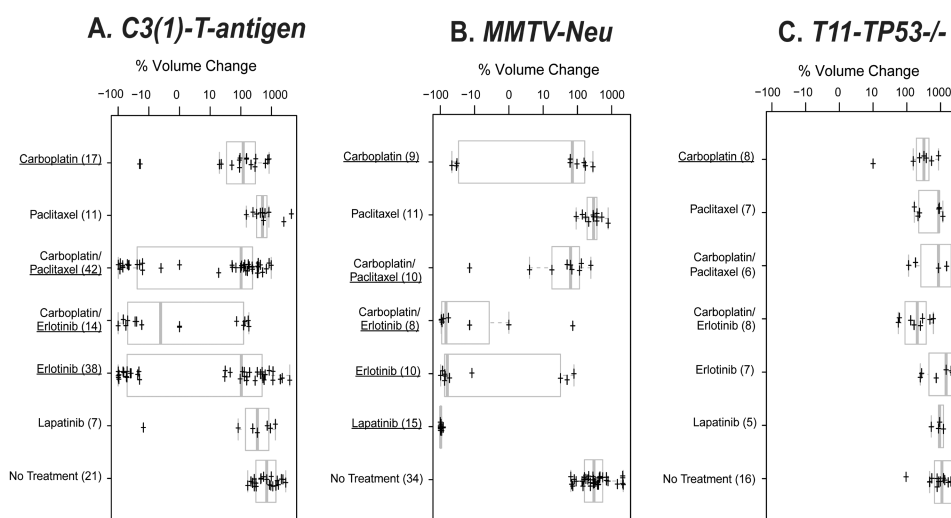 A. C3(1)-T-antigen
% Volume Change
−100 −10 0 10 100 1000
Carboplatin (17)
Paclitaxel (11)
Carboplatin/
Paclitaxel (42)
Carboplatin/
Erlotinib (14)
Erlotinib (38)
Lapatinib (7)
No Treatment (21)
B. MMTV-Neu
% Volume Change
−100 −10 0 10 100 1000
Carboplatin (9)
Paclitaxel (11)
Carboplatin/
Paclitaxel (10)
Carboplatin/
Erlotinib (8)
Erlotinib (10)
Lapatinib (15)
No Treatment (34)
C. T11-TP53-/-
% Volume Change
−100 −10 0 10 100 1000
Carboplatin (8)
Paclitaxel (7)
Carboplatin/
Paclitaxel (6)
Carboplatin/
Erlotinib (8)
Erlotinib (7)
Lapatinib (5)
No Treatment (16)